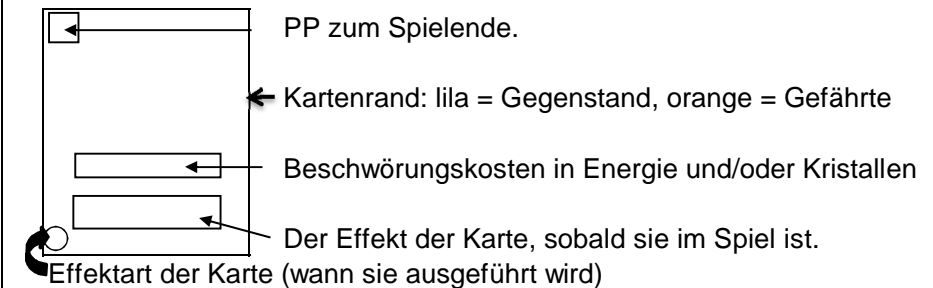 PP zum Spielende.
Kartenrand: lila = Gegenstand, orange = Gefährte
Beschwörungskosten in Energie und/oder Kristallen
Der Effekt der Karte, sobald sie im Spiel ist.
Effektart der Karte (wann sie ausgeführt wird)